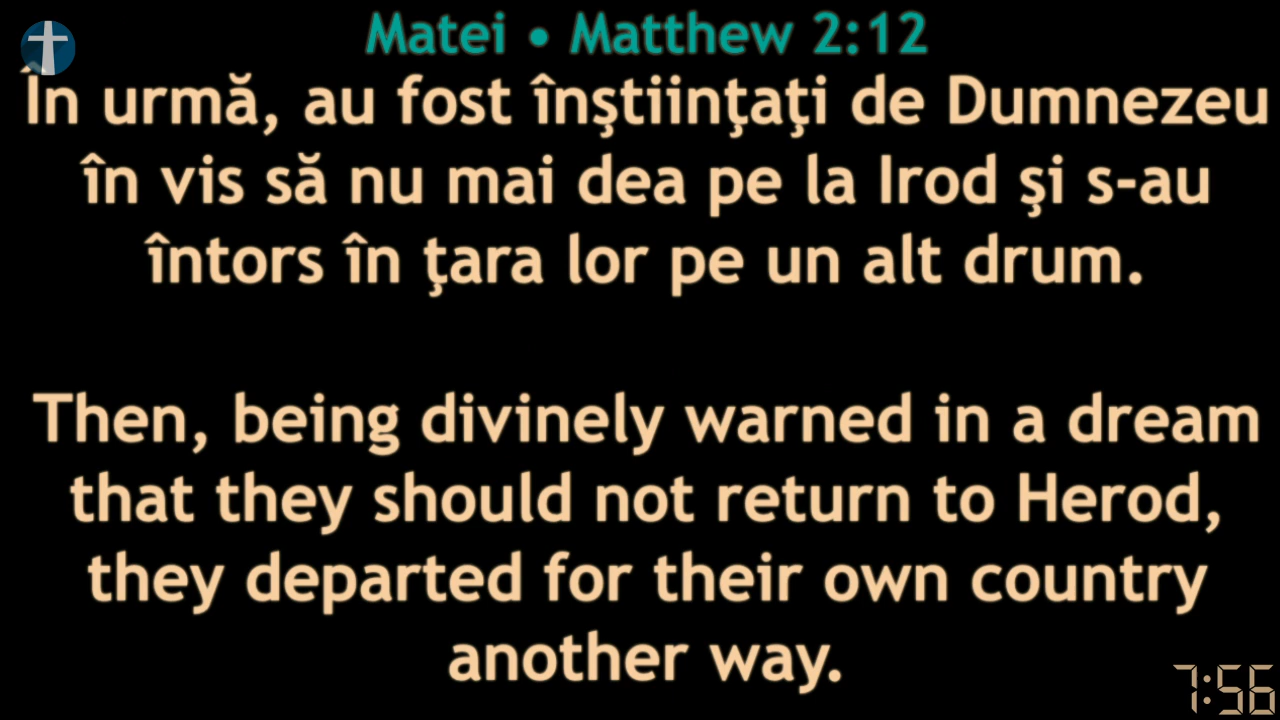 Matei • Matthew 2:12
În urmă, au fost înştiinţaţi de Dumnezeu
în vis să nu mai dea pe la Irod şi s-au
întors în ţara lor pe un alt drum.
Then, being divinely warned in a dream
that they should not return to Herod,
they departed for their own country
another way.
7:56